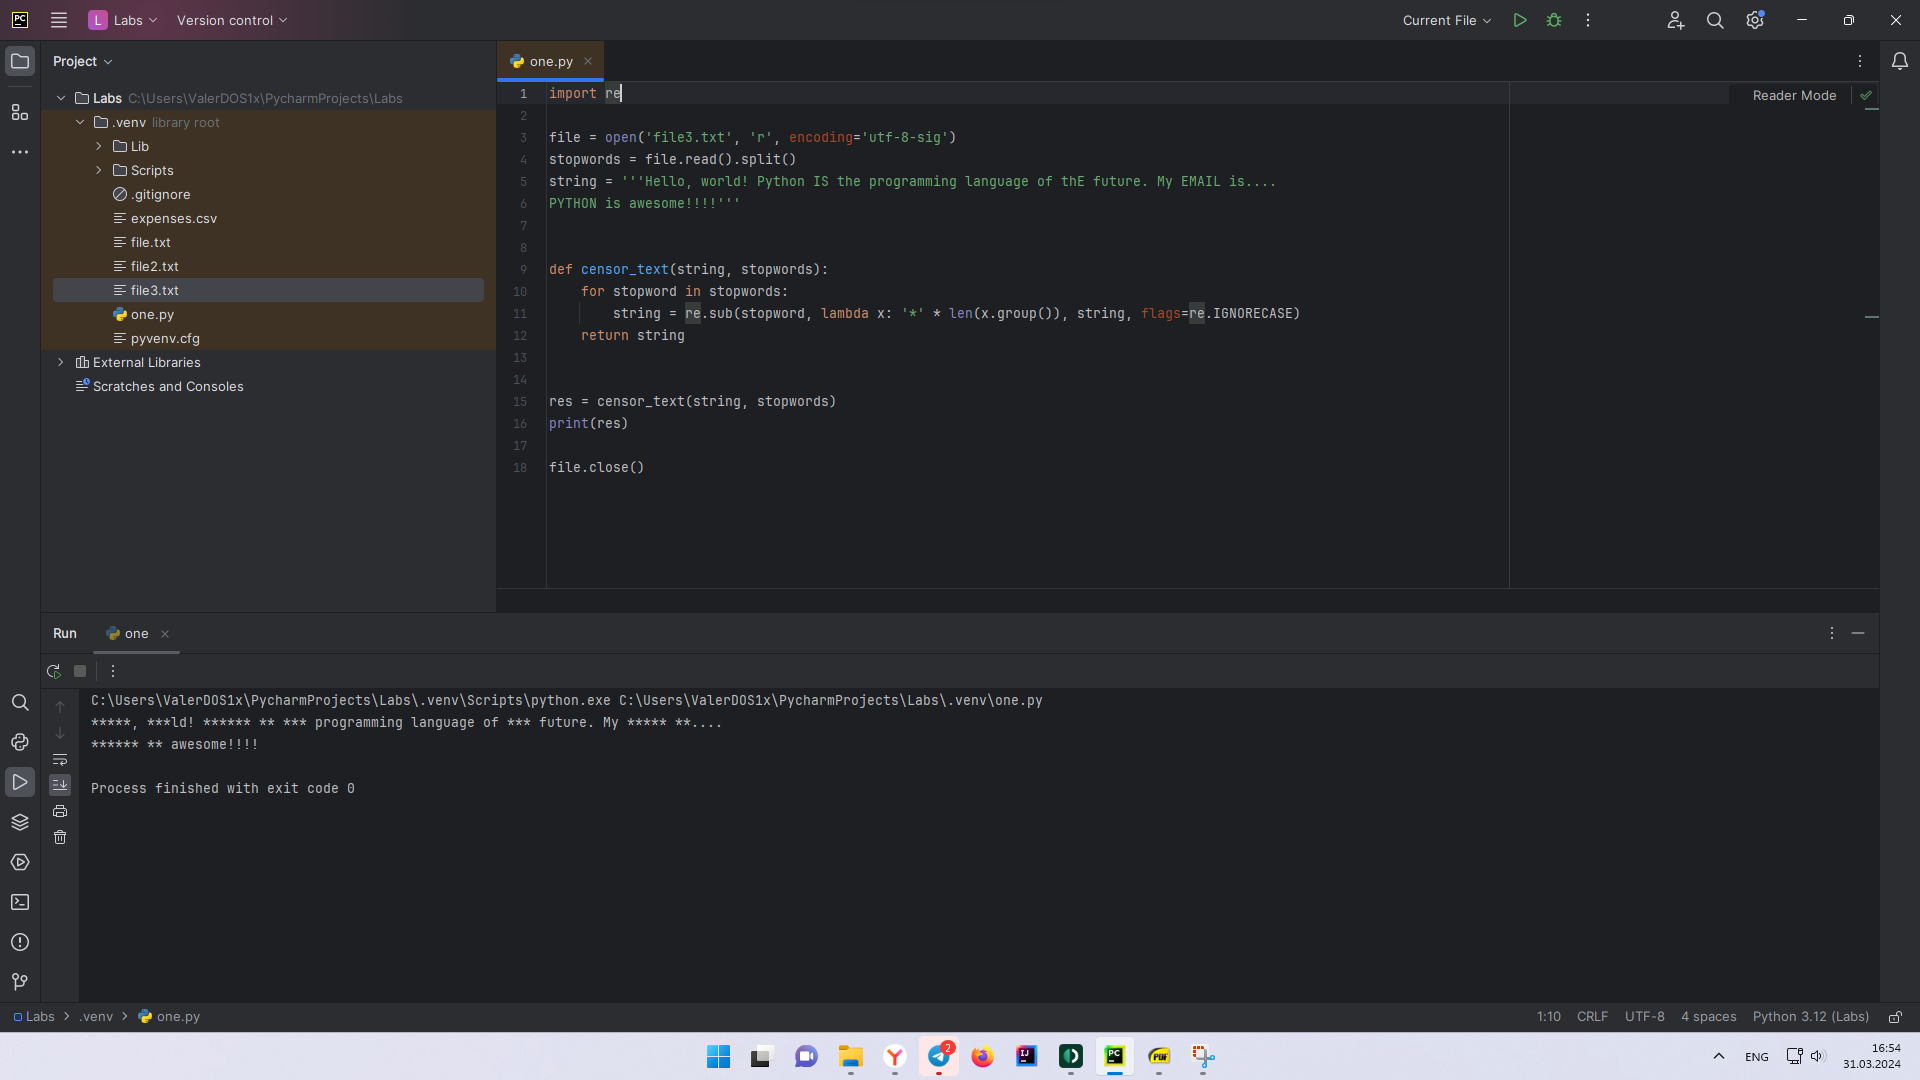 PC
L Labs
Version control
Current File
Project
Labs C:\Users\ValerDOS1x\PycharmProjects\Labs
.venv library root
Lib
Scripts
.gitignore
expenses.csv
file.txt
file2.txt
file3.txt
one.py
pyvenv.cfg
External Libraries
Scratches and Consoles
one.py
Reader Mode
1 import re
2
3 file = open('file3.txt', 'r', encoding='utf-8-sig')
4 stopwords = file.read().split()
5 string = '''Hello, world! Python IS the programming language of thE future. My EMAIL is....
6 PYTHON is awesome!!!!'''
7
8
9 def censor_text(string, stopwords):
10 for stopword in stopwords:
11 string = re.sub(stopword, lambda x: '*' * len(x.group()), string, flags=re.IGNORECASE)
12 return string
13
14
15 res = censor_text(string, stopwords)
16 print(res)
17
18 file.close()
Run
one
C:\Users\ValerDOS1x\PycharmProjects\Labs\.venv\Scripts\python.exe C:\Users\ValerDOS1x\PycharmProjects\Labs\.venv\one.py
*****, ***ld! ****** ** *** programming language of *** future. My ***** **....
****** ** awesome!!!!
Process finished with exit code 0
Labs > .venv > one.py
1:10 CRLF UTF-8 4 spaces Python 3.12 (Labs)
2
IJ
PC
PDF
ENG
16:54
31.03.2024